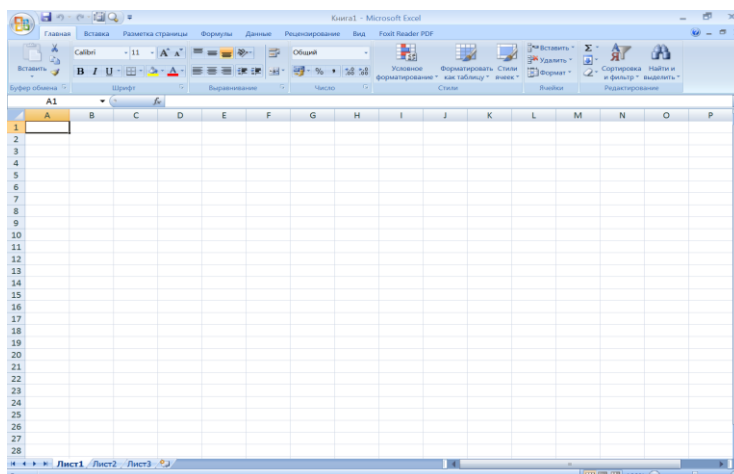 Книга1 - Microsoft Excel
Главная Вставка Разметка страницы Формулы Данные Рецензирование Вид Foxit Reader PDF
Вставить
Calibri 11
Ж К Ч
Общий
% 
Условное форматирование
Форматировать как таблицу
Стили ячеек
Вставить
Удалить
Формат
Σ
Сортировка и фильтр
Найти и выделить
Буфер обмена Шрифт Выравнивание Число Стили Ячейки Редактирование
A1 fx
A B C D E F G H I J K L M N O P
1
2
3
4
5
6
7
8
9
10
11
12
13
14
15
16
17
18
19
20
21
22
23
24
25
26
27
28
Лист1 Лист2 Лист3